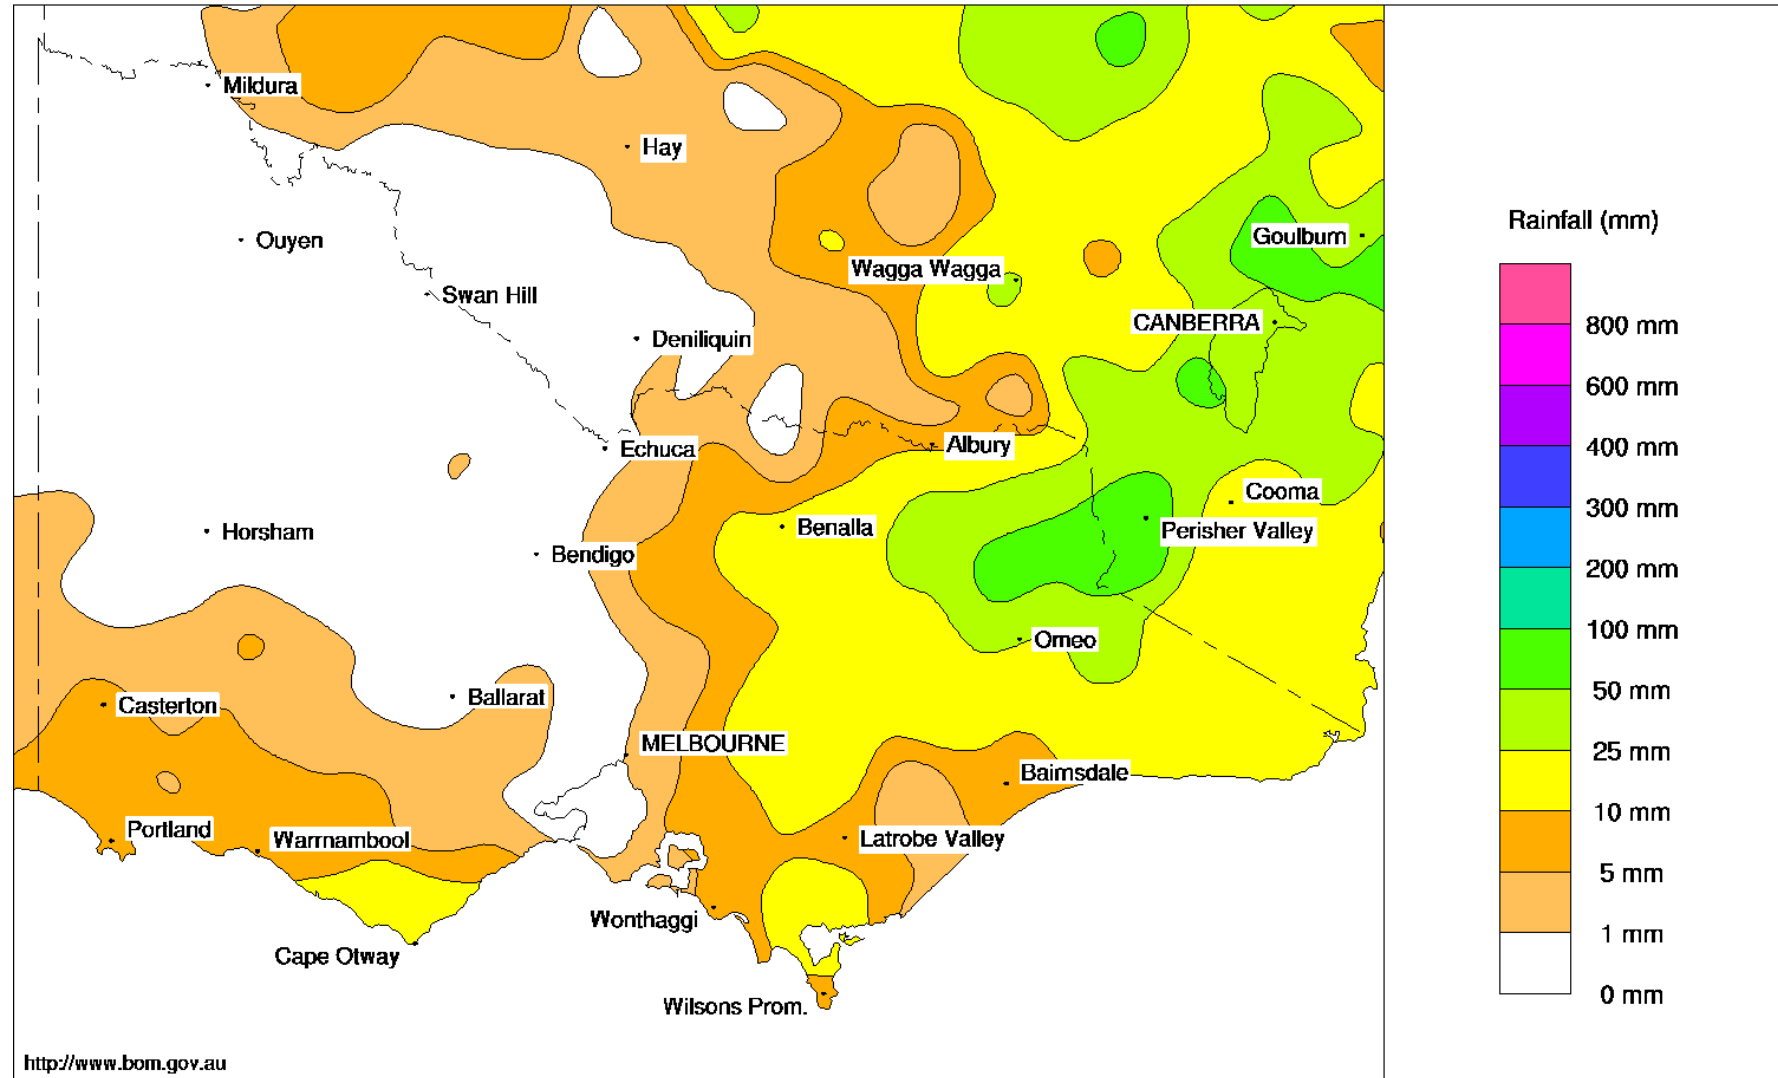 Mildura
Hay
Ouyen
Goulburn
Wagga Wagga
Swan Hill
CANBERRA
Deniliquin
Albury
Echuca
Cooma
Benalla
Horsham
Perisher Valley
Bendigo
Omeo
Ballarat
Casterton
MELBOURNE
Bairnsdale
Portland
Warrnambool
Latrobe Valley
Wonthaggi
Cape Otway
Wilsons Prom.
http://www.bom.gov.au
Rainfall (mm)
800 mm
600 mm
400 mm
300 mm
200 mm
100 mm
50 mm
25 mm
10 mm
5 mm
1 mm
0 mm